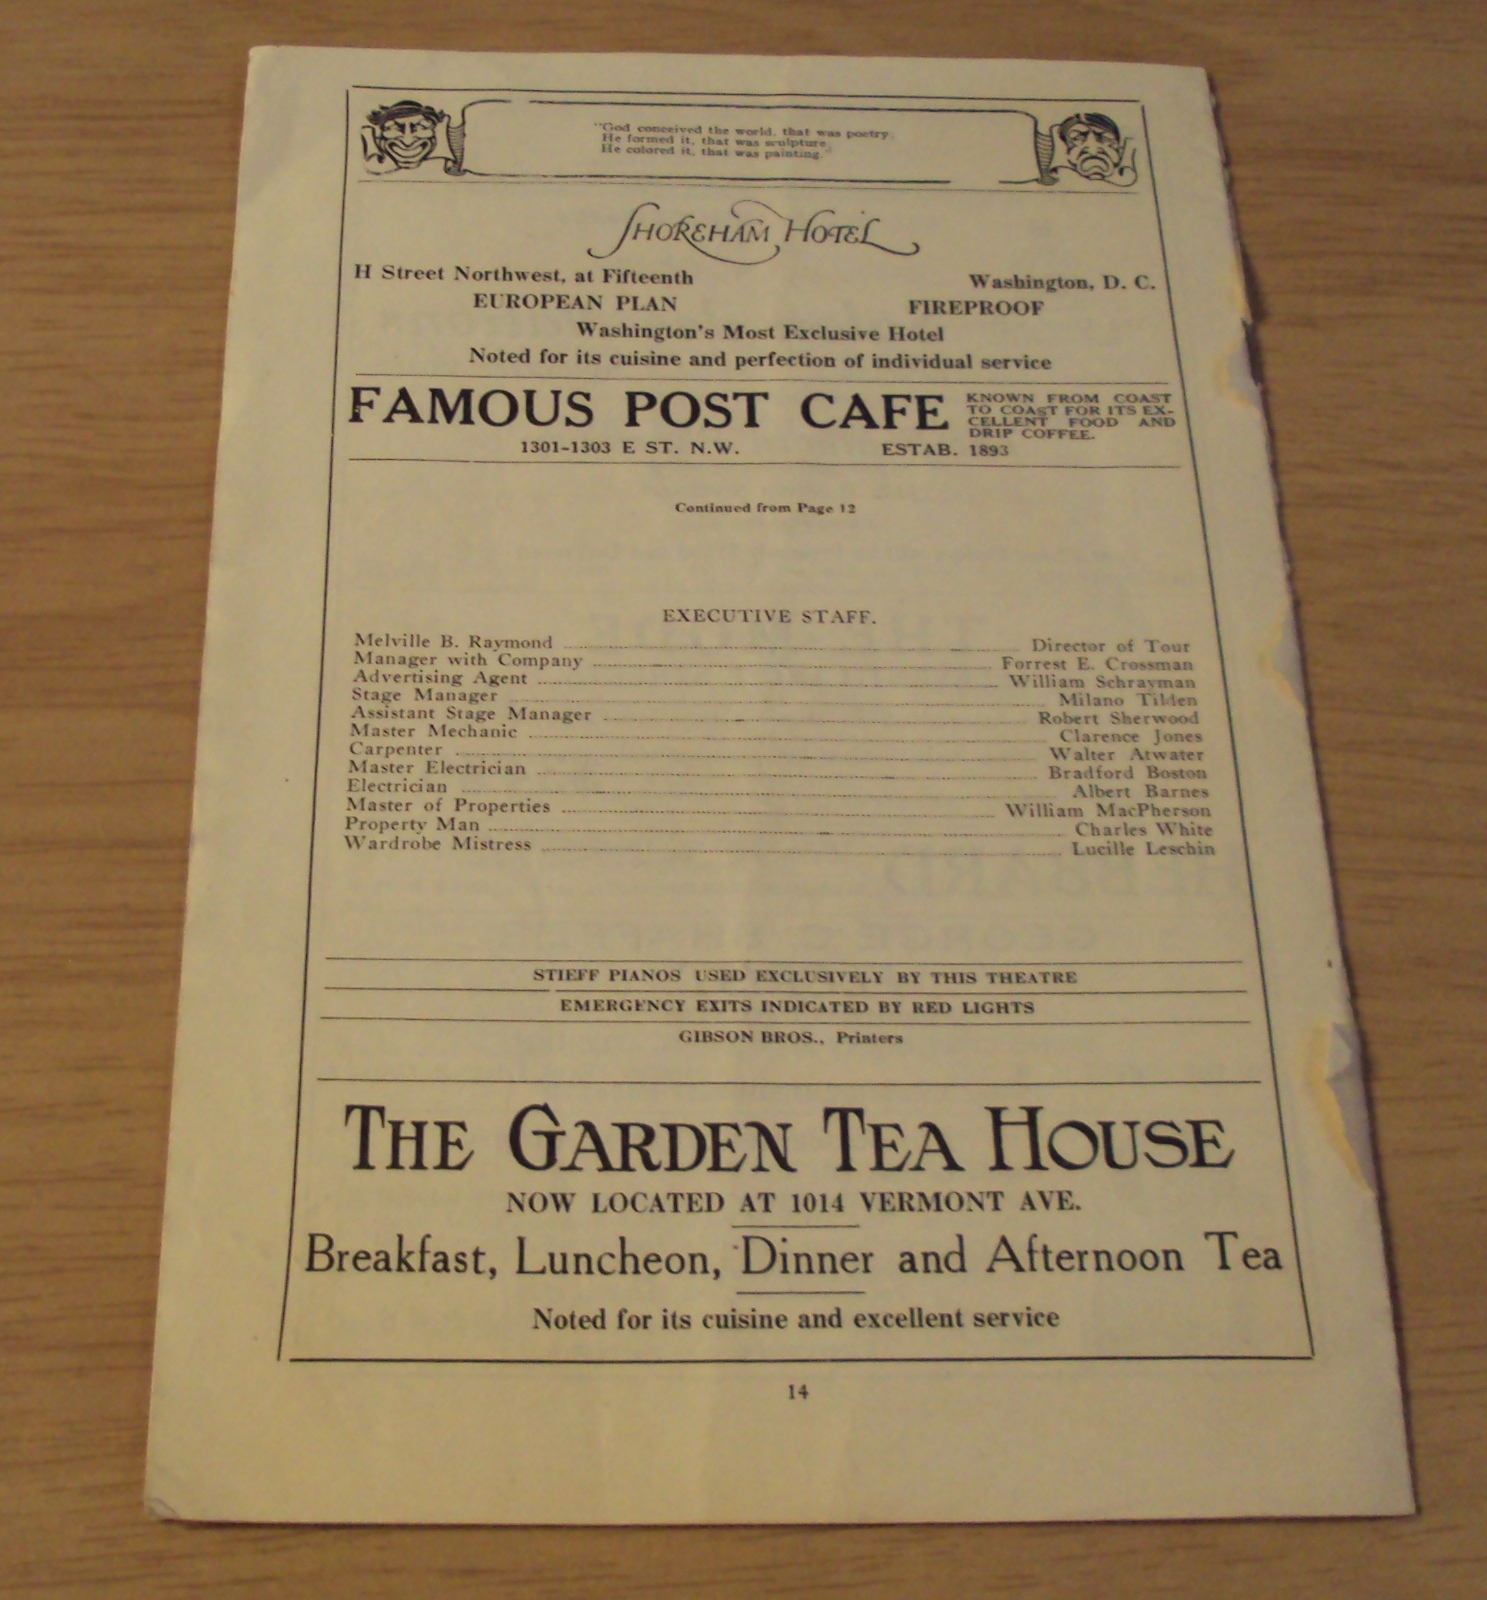 "God conceived the world, that was poetry;
He formed it, that was sculpture;
He colored it, that was painting."
SHOREHAM HOTEL
H Street Northwest, at Fifteenth Washington, D. C.
EUROPEAN PLAN FIREPROOF
Washington's Most Exclusive Hotel
Noted for its cuisine and perfection of individual service
FAMOUS POST CAFE
KNOWN FROM COAST
TO COAST FOR ITS EX-
CELLENT FOOD AND
DRIP COFFEE.
1301-1303 E ST. N.W. ESTAB. 1893
Continued from Page 12
EXECUTIVE STAFF.
Melville B. Raymond Director of Tour
Manager with Company Forrest E. Crossman
Advertising Agent William Schrayman
Stage Manager Milano Tilden
Assistant Stage Manager Robert Sherwood
Master Mechanic Clarence Jones
Carpenter Walter Atwater
Master Electrician Bradford Boston
Electrician Albert Barnes
Master of Properties William MacPherson
Property Man Charles White
Wardrobe Mistress Lucille Leschin
STIEFF PIANOS USED EXCLUSIVELY BY THIS THEATRE
EMERGENCY EXITS INDICATED BY RED LIGHTS
GIBSON BROS., Printers
THE GARDEN TEA HOUSE
NOW LOCATED AT 1014 VERMONT AVE.
Breakfast, Luncheon, Dinner and Afternoon Tea
Noted for its cuisine and excellent service
14